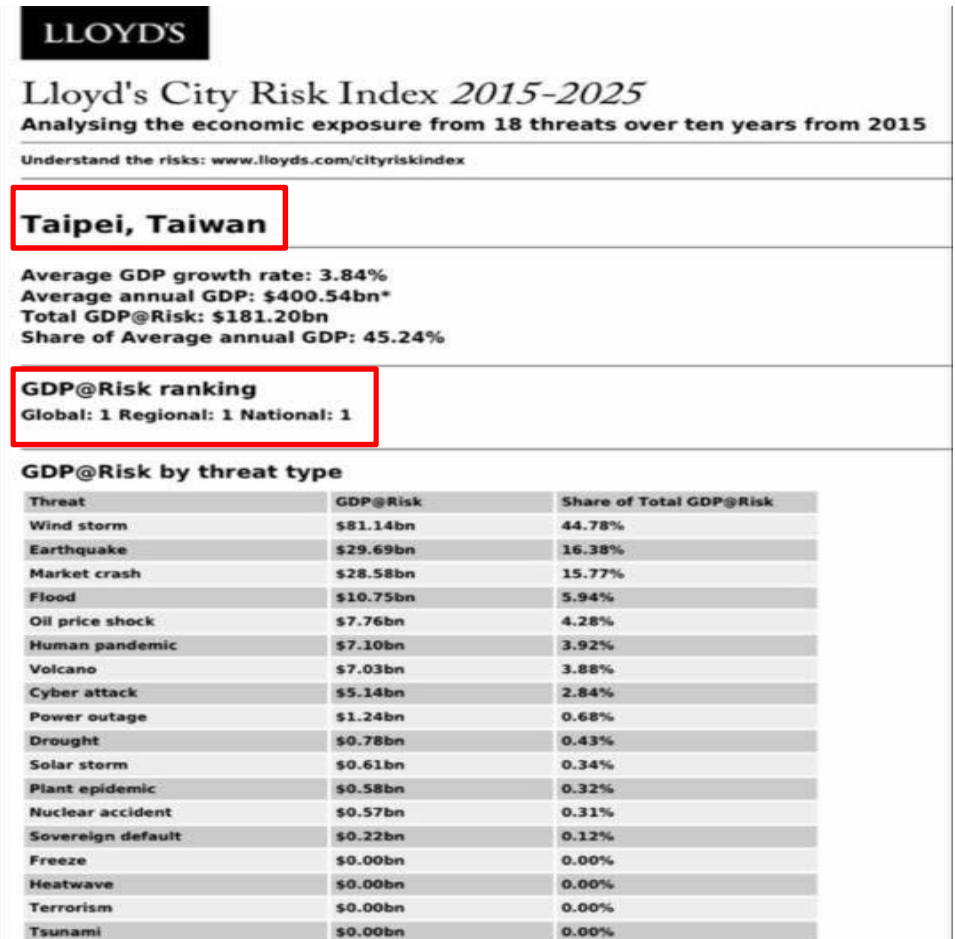 LLOYD'S
Lloyd's City Risk Index 2015-2025
Analysing the economic exposure from 18 threats over ten years from 2015
Understand the risks: www.lloyds.com/cityriskindex
Taipei, Taiwan
Average GDP growth rate: 3.84%
Average annual GDP: $400.54bn*
Total GDP@Risk: $181.20bn
Share of Average annual GDP: 45.24%
GDP@Risk ranking
Global: 1 Regional: 1 National: 1
GDP@Risk by threat type
Threat GDP@Risk Share of Total GDP@Risk
Wind storm $81.14bn 44.78%
Earthquake $29.69bn 16.38%
Market crash $28.58bn 15.77%
Flood $10.75bn 5.94%
Oil price shock $7.76bn 4.28%
Human pandemic $7.10bn 3.92%
Volcano $7.03bn 3.88%
Cyber attack $5.14bn 2.84%
Power outage $1.24bn 0.68%
Drought $0.78bn 0.43%
Solar storm $0.61bn 0.34%
Plant epidemic $0.58bn 0.32%
Nuclear accident $0.57bn 0.31%
Sovereign default $0.22bn 0.12%
Freeze $0.00bn 0.00%
Heatwave $0.00bn 0.00%
Terrorism $0.00bn 0.00%
Tsunami $0.00bn 0.00%